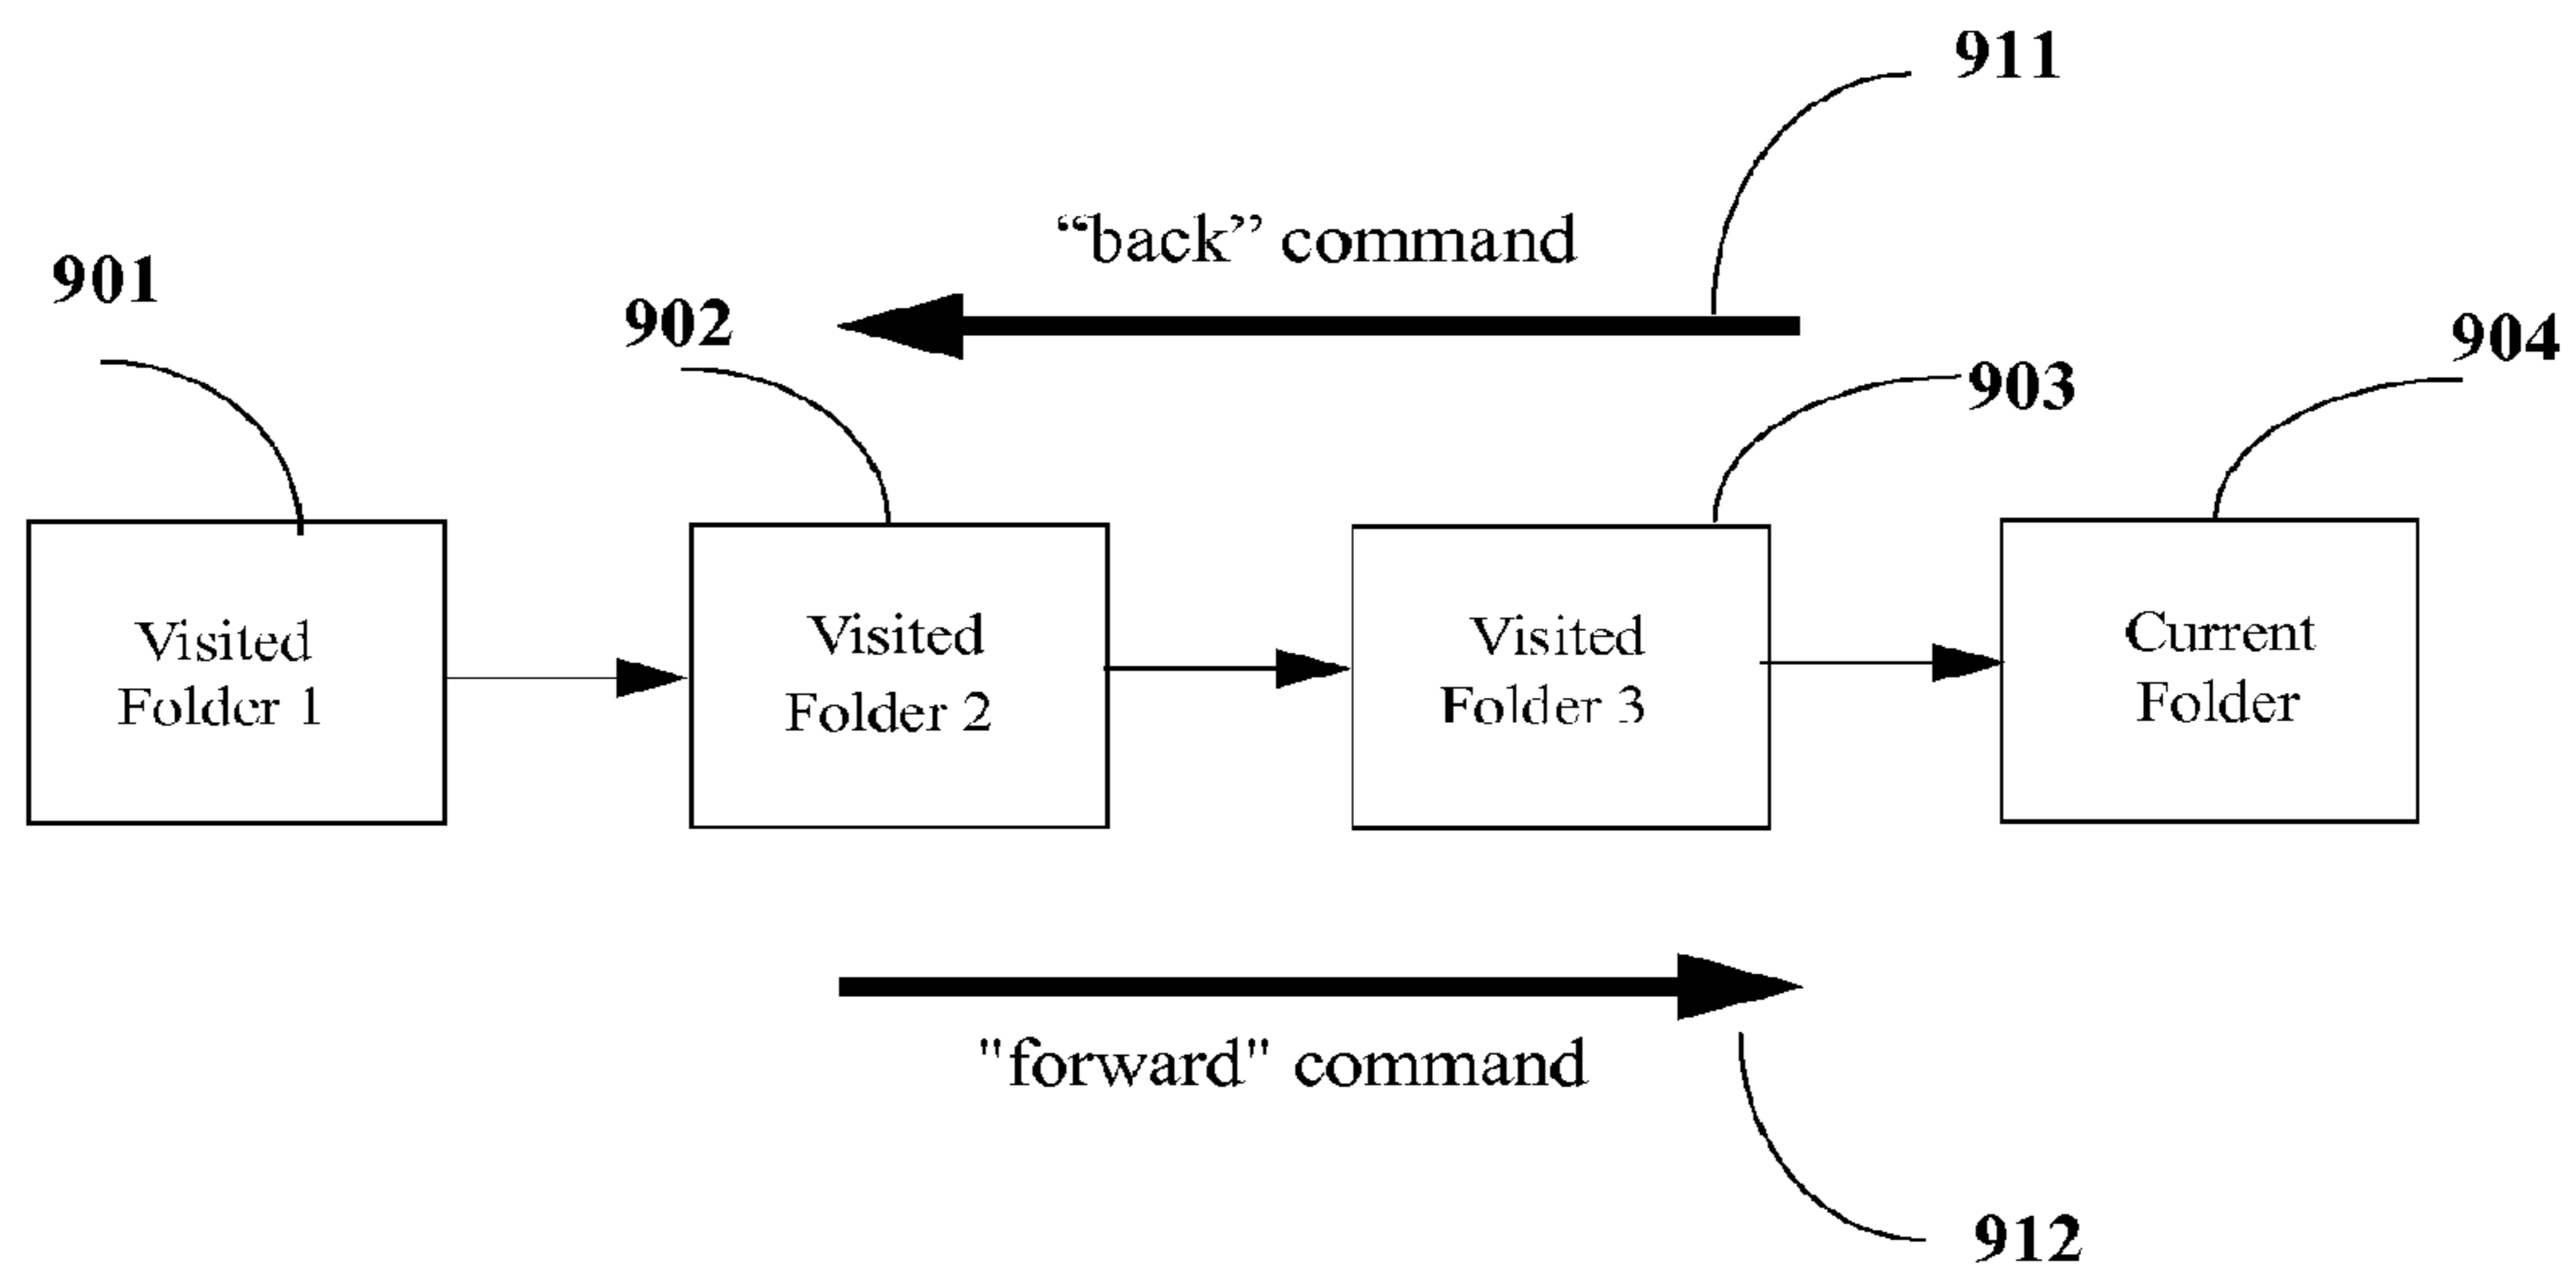 911
“back” command
901
902
904
903
Visited
Folder 1
Visited
Folder 2
Visited
Folder 3
Current
Folder
"forward" command
912